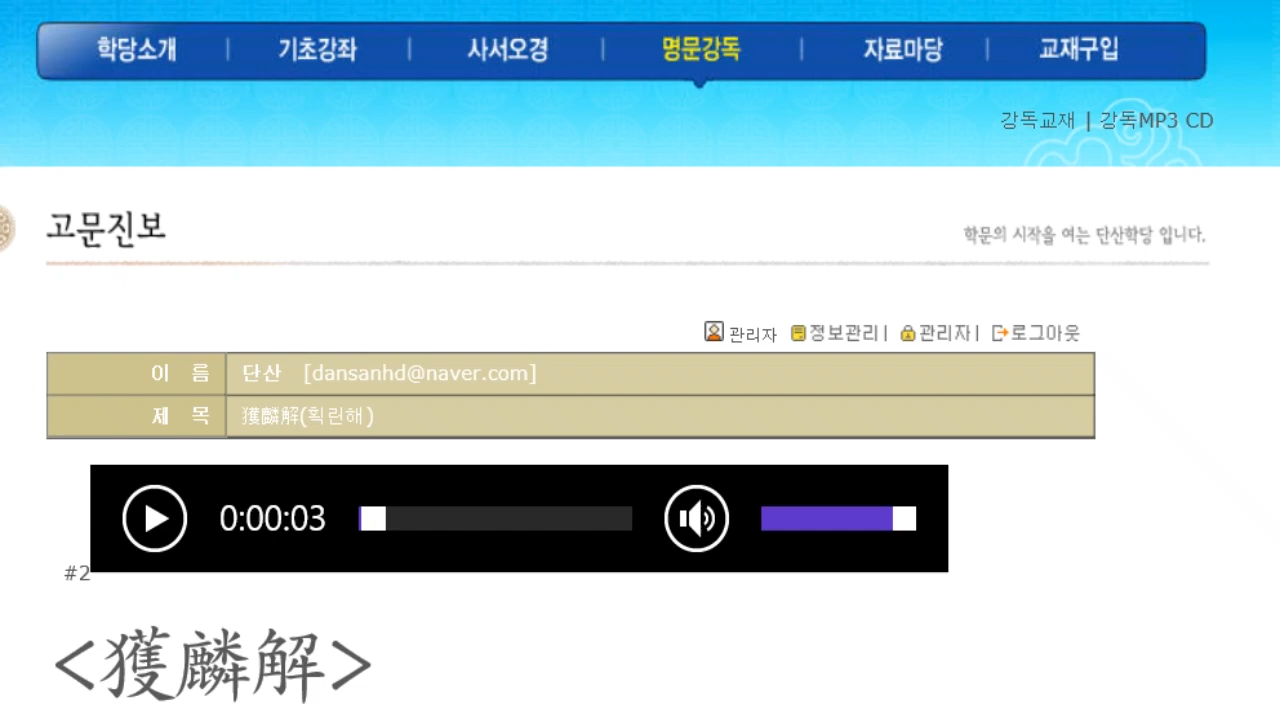 학당소개 | 기초강좌 | 사서오경 | 명문강독 | 자료마당 | 교재구입
강독교재 | 강독MP3 CD
고문진보
학문의 시작을 여는 단산학당 입니다.
관리자 정보관리 | 관리자 | 로그아웃
이 름 단산 [dansanhd@naver.com]
제 목 獲麟解(획린해)
0:00:03
#2
<獲麟解>